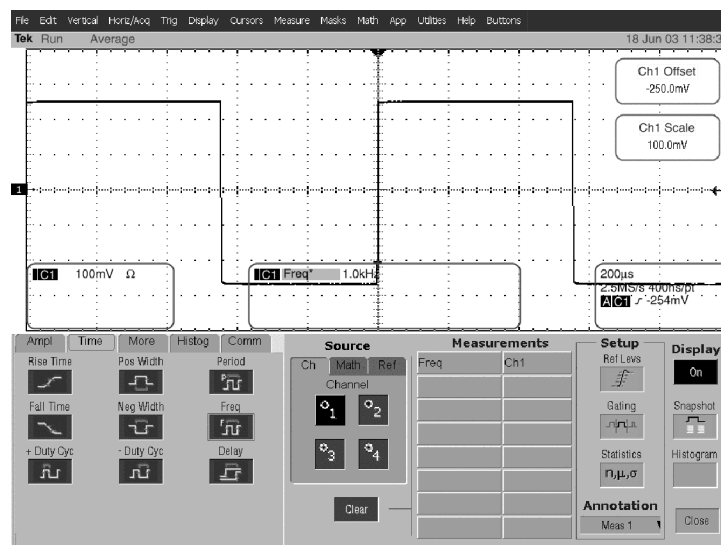 File Edit Vertical Horiz/Acq Trig Display Cursors Measure Masks Math App Utilities Help Buttons
Tek Run Average 18 Jun 03 11:38:3
Ch1 Offset
-250.0mV
Ch1 Scale
100.0mV
1
C1 100mV Ω
C1 Freq* 1.0kHz
200µs
2.5MS/s 400ns/pt
A C1 -254mV
Ampl Time More Histog Comm
Rise Time Pos Width Period
Fall Time Neg Width Freq
+ Duty Cyc - Duty Cyc Delay
Source
Ch Math Ref
Channel
1 2
3 4
Clear
Measurements
Freq Ch1
Setup
Ref Levs
Gating
Statistics
n,µ,σ
Annotation
Meas 1
Display
On
Snapshot
Histogram
Close